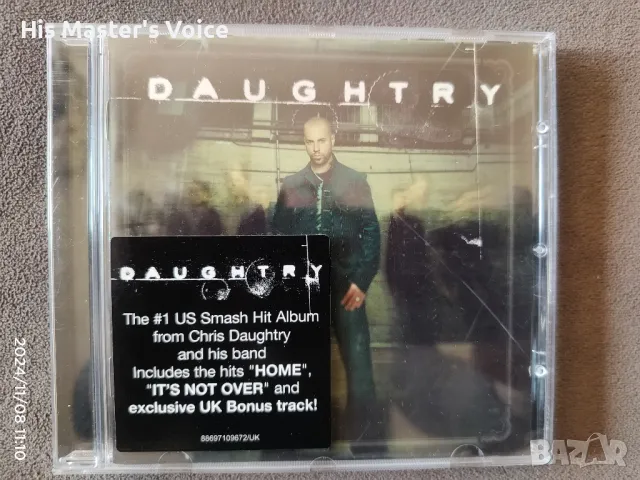 His Master's Voice
DAUGHTRY
DAUGHTRY
The #1 US Smash Hit Album
from Chris Daughtry
and his band
Includes the hits "HOME",
"IT'S NOT OVER" and
exclusive UK Bonus track!
88697109672/UK
2024/11/08 11:10
BAZAR